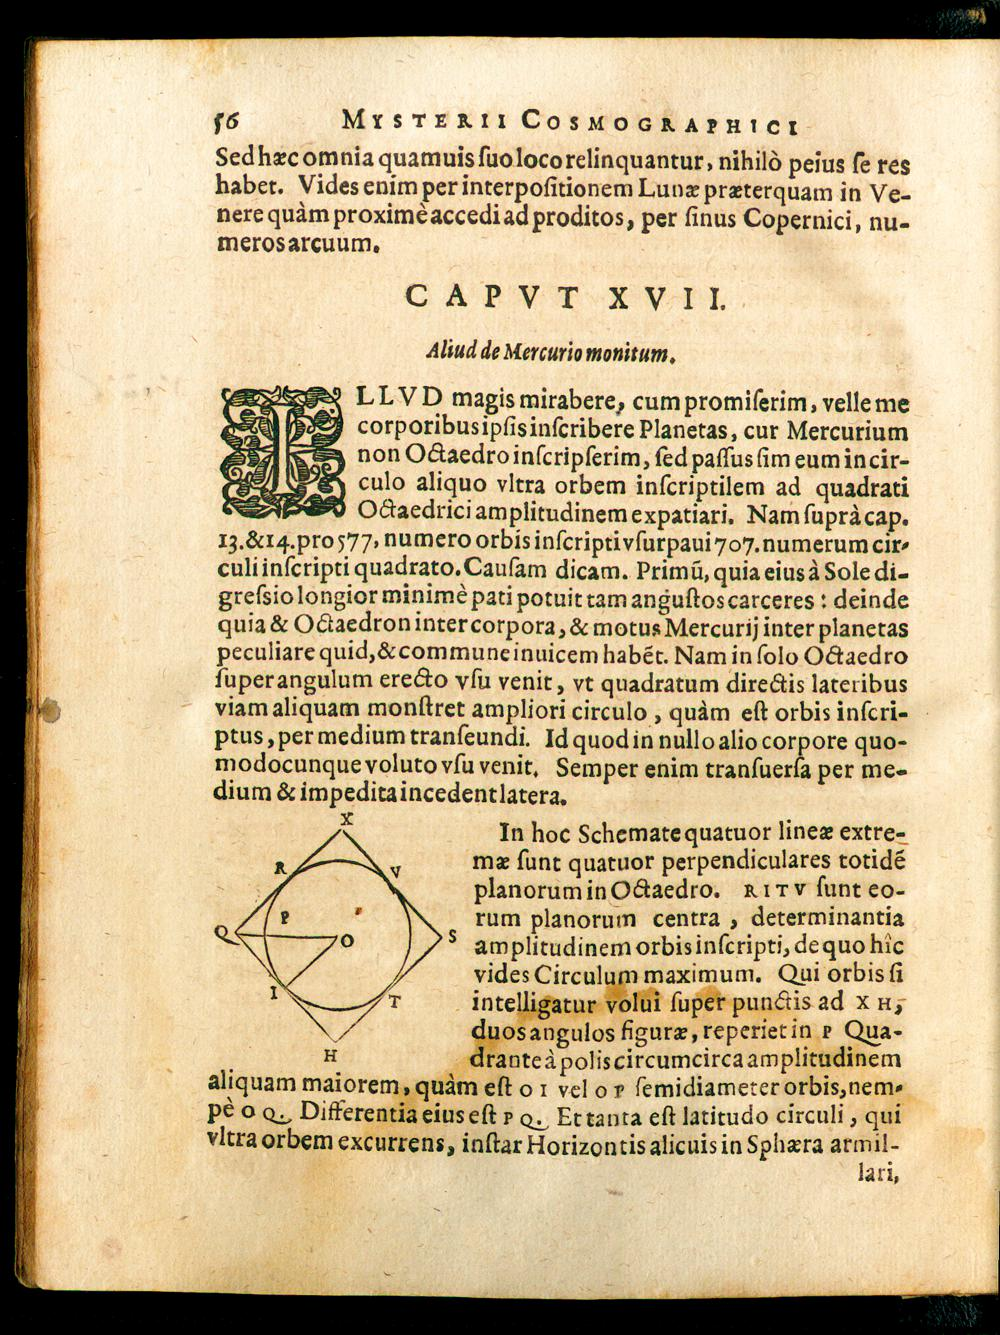 56 MYSTERII COSMOGRAPHICI
Sed hæc omnia quamuis ſuo loco relinquantur, nihilò peius ſe res
habet. Vides enim per interpoſitionem Lunæ præterquam in Ve-
nere quàm proximè accedi ad proditos, per ſinus Copernici, nu-
meros arcuum.
CAPVT XVII.
Aliud de Mercurio monitum.
ILLVD magis mirabere, cum promiſerim, velle me
corporibus ipſis inſcribere Planetas, cur Mercurium
non Octaedro inſcripſerim, ſed paſſus ſim eum in cir-
culo aliquo vltra orbem inſcriptilem ad quadrati
Octaedrici amplitudinem expatiari. Nam ſuprà cap.
13.&14. pro 577, numero orbis inſcripti vſurpaui 707. numerum cir-
culi inſcripti quadrato. Cauſam dicam. Primũ, quia eius à Sole di-
greſsio longior minimè pati potuit tam anguſtos carceres: deinde
quia & Octaedron inter corpora, & motus Mercurij inter planetas
peculiare quid, & commune inuicem habẽt. Nam in ſolo Octaedro
ſuper angulum erecto vſu venit, vt quadratum directis lateribus
viam aliquam monſtret ampliori circulo, quàm eſt orbis inſcri-
ptus, per medium tranſeundi. Id quod in nullo alio corpore quo-
modocunque voluto vſu venit. Semper enim tranſuerſa per me-
dium & impedita incedent latera.
X
R
V
Q
P
O
S
I
T
H
In hoc Schemate quatuor lineæ extre-
mæ ſunt quatuor perpendiculares totidẽ
planorum in Octaedro. RITV ſunt eo-
rum planorum centra, determinantia
amplitudinem orbis inſcripti, de quo hîc
vides Circulum maximum. Qui orbis ſi
intelligatur volui ſuper punctis ad X H,
duos angulos figuræ, reperiet in P Qua-
drante à polis circumcirca amplitudinem
aliquam maiorem, quàm eſt O I vel O P ſemidiameter orbis, nem-
pè O Q. Differentia eius eſt P Q. Et tanta eſt latitudo circuli, qui
vltra orbem excurrens, inſtar Horizontis alicuis in Sphæra armil-
lari,